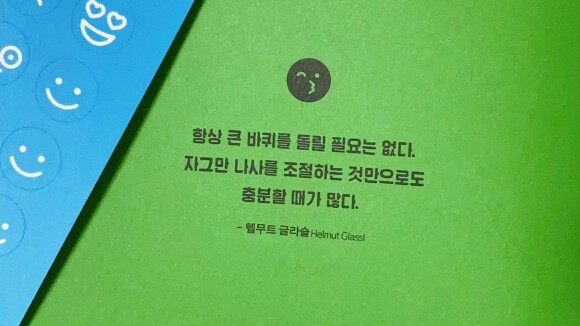 항상 큰 바퀴를 돌릴 필요는 없다.
자그만 나사를 조절하는 것만으로도
충분할 때가 많다.
- 헬무트 글라슬 Helmut Glassl